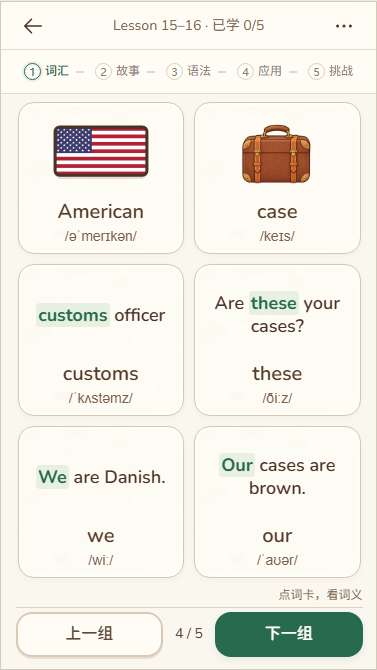 Lesson 15–16 · 已学 0/5
1 词汇 – 2 故事 – 3 语法 – 4 应用 – 5 挑战
American
/əˈmerɪkən/
case
/keɪs/
customs officer
customs
/ˈkʌstəmz/
Are these your
cases?
these
/ðiːz/
We are Danish.
we
/wiː/
Our cases are
brown.
our
/ˈaʊər/
点词卡，看词义
上一组
4 / 5
下一组